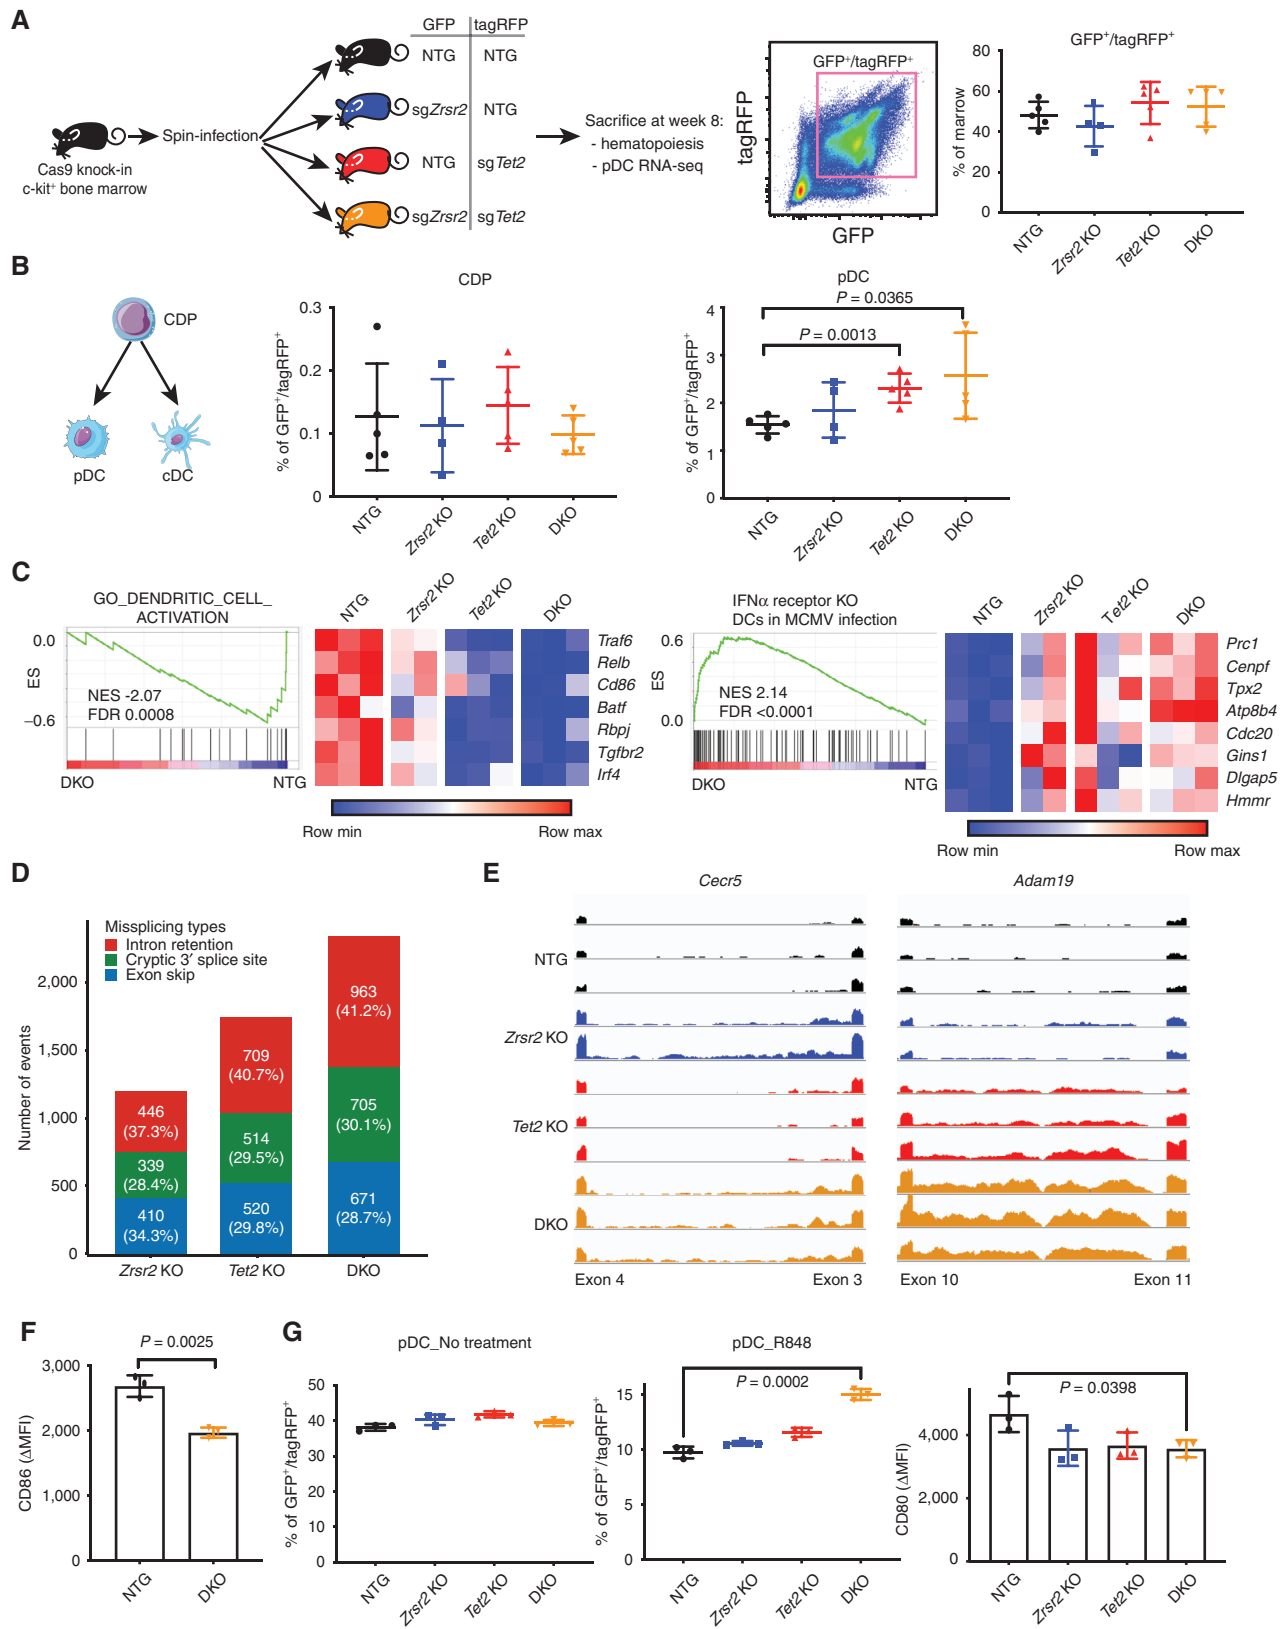 A
GFP tagRFP
NTG NTG
sgZrsr2 NTG
NTG sgTet2
sgZrsr2 sgTet2
Cas9 knock-in
c-kit⁺ bone marrow
Spin-infection
Sacrifice at week 8:
- hematopoiesis
- pDC RNA-seq
GFP⁺/tagRFP⁺
tagRFP
GFP
GFP⁺/tagRFP⁺
% of marrow
80
60
40
20
0
NTG
Zrsr2 KO
Tet2 KO
DKO
B
CDP
pDC
cDC
CDP
% of GFP⁺/tagRFP⁺
0.3
0.2
0.1
0
NTG
Zrsr2 KO
Tet2 KO
DKO
pDC
P = 0.0365
P = 0.0013
% of GFP⁺/tagRFP⁺
4
3
2
1
0
NTG
Zrsr2 KO
Tet2 KO
DKO
C
GO_DENDRITIC_CELL_
ACTIVATION
ES
0.0
−0.6
NES -2.07
FDR 0.0008
DKO
NTG
NTG
Zrsr2 KO
Tet2 KO
DKO
Traf6
Relb
Cd86
Batf
Rbpj
Tgfbr2
Irf4
Row min
Row max
IFNα receptor KO
DCs in MCMV infection
ES
0.6
0.0
NES 2.14
FDR <0.0001
DKO
NTG
NTG
Zrsr2 KO
Tet2 KO
DKO
Prc1
Cenpf
Tpx2
Atp8b4
Cdc20
Gins1
Dlgap5
Hmmr
Row min
Row max
D
Missplicing types
Intron retention
Cryptic 3′ splice site
Exon skip
Number of events
2,000
1,500
1,000
500
0
446
(37.3%)
339
(28.4%)
410
(34.3%)
709
(40.7%)
514
(29.5%)
520
(29.8%)
963
(41.2%)
705
(30.1%)
671
(28.7%)
Zrsr2 KO
Tet2 KO
DKO
E
Cecr5
Adam19
NTG
Zrsr2 KO
Tet2 KO
DKO
Exon 4
Exon 3
Exon 10
Exon 11
F
P = 0.0025
CD86 (ΔMFI)
3,000
2,000
1,000
0
NTG
DKO
G
pDC_No treatment
% of GFP⁺/tagRFP⁺
50
40
30
20
10
0
NTG
Zrsr2 KO
Tet2 KO
DKO
pDC_R848
P = 0.0002
% of GFP⁺/tagRFP⁺
15
10
5
0
NTG
Zrsr2 KO
Tet2 KO
DKO
P = 0.0398
CD80 (ΔMFI)
4,000
2,000
0
NTG
Zrsr2 KO
Tet2 KO
DKO